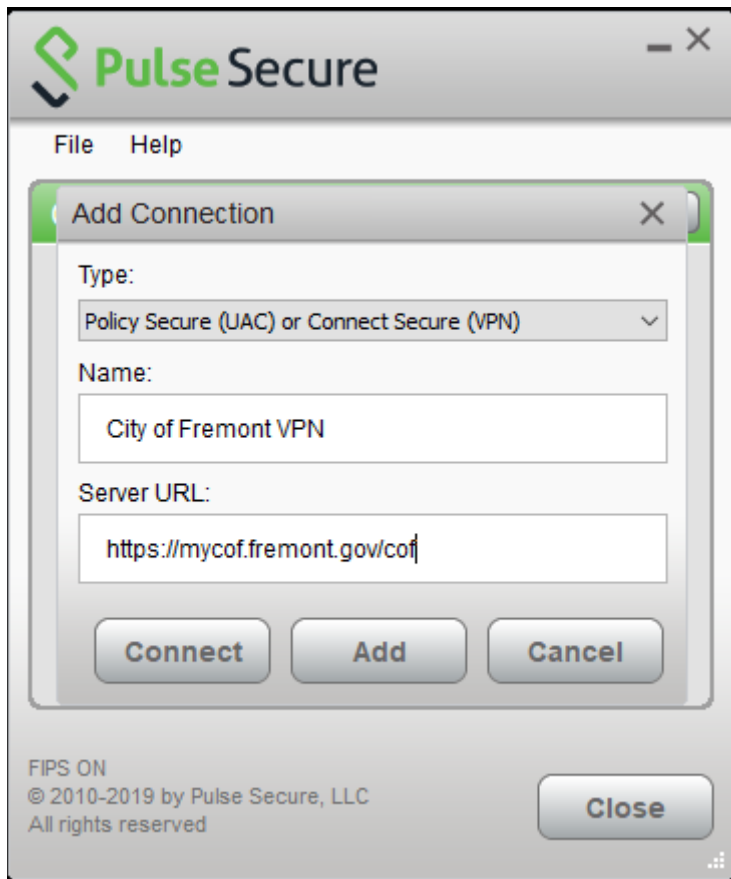 Pulse Secure
File Help
Add Connection
Type:
Policy Secure (UAC) or Connect Secure (VPN)
Name:
City of Fremont VPN
Server URL:
https://mycof.fremont.gov/cof
Connect Add Cancel
FIPS ON
© 2010-2019 by Pulse Secure, LLC
All rights reserved
Close